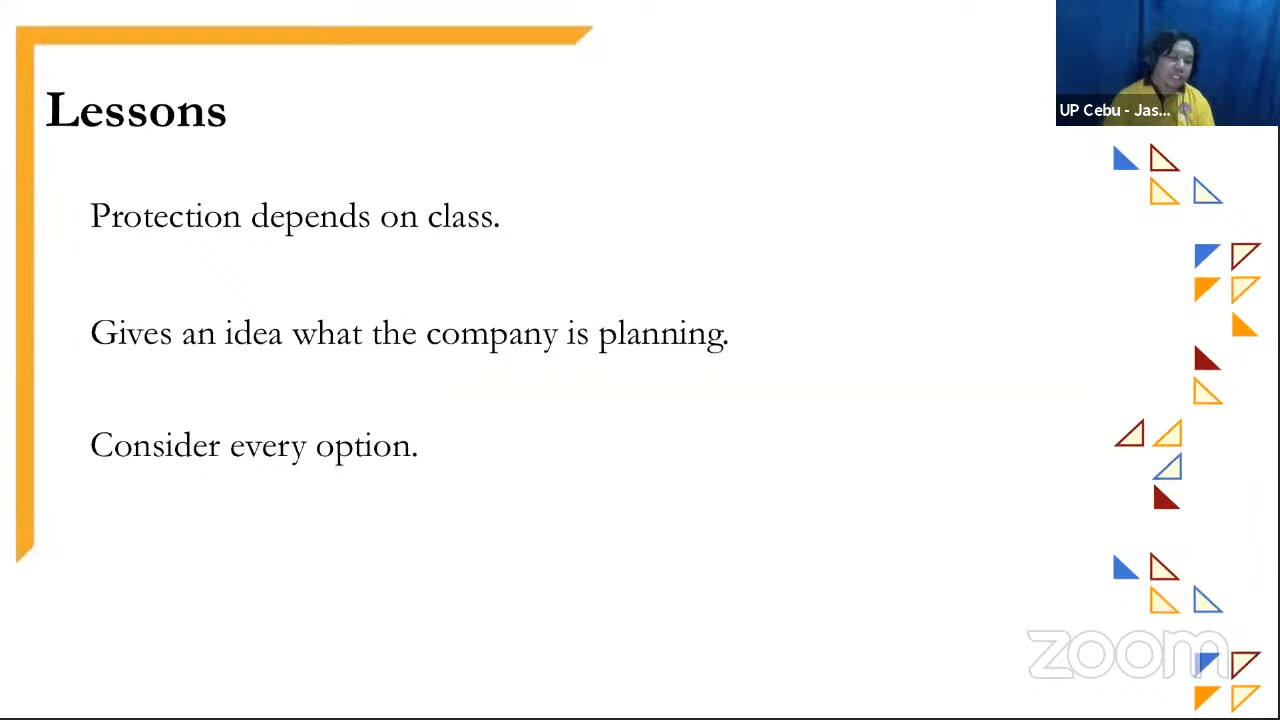 UP Cebu - Jas...
Lessons
Protection depends on class.
Gives an idea what the company is planning.
Consider every option.
zoom